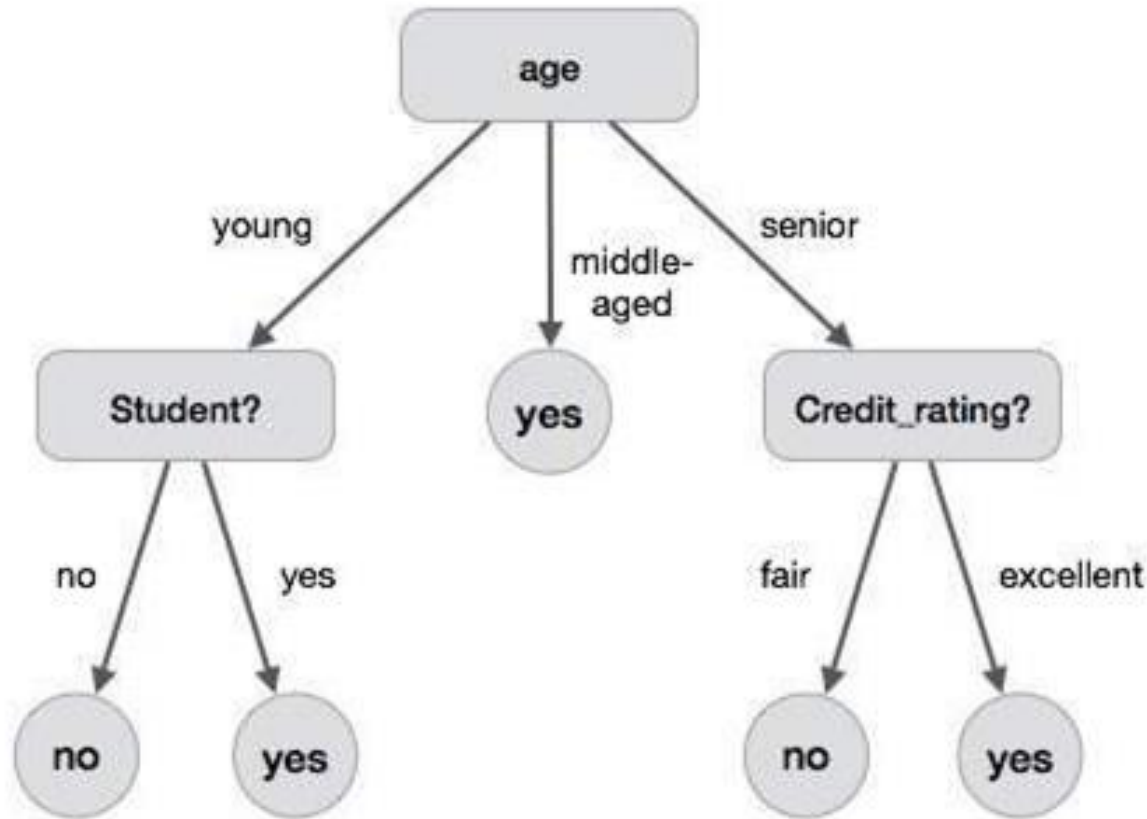 age
young
middle-
aged
senior
Student?
yes
Credit_rating?
no
yes
fair
excellent
no
yes
no
yes